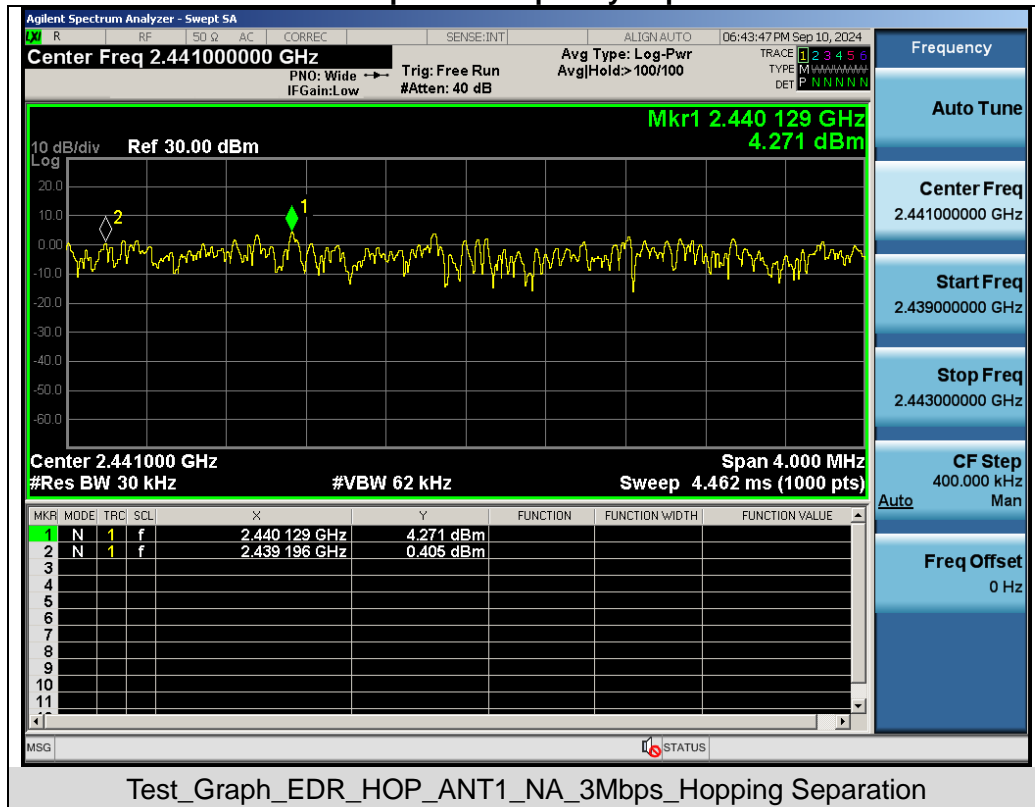 Agilent Spectrum Analyzer - Swept SA
LXI R RF 50 Ω AC CORREC SENSE:INT ALIGN AUTO 06:43:47 PM Sep 10, 2024
Center Freq 2.441000000 GHz
PNO: Wide
IFGain:Low
Trig: Free Run
#Atten: 40 dB
Avg Type: Log-Pwr
Avg|Hold:>100/100
TRACE 1 2 3 4 5 6
TYPE M
DET P N N N N N
Mkr1 2.440 129 GHz
4.271 dBm
10 dB/div Ref 30.00 dBm
Log
20.0
10.0
0.00
-10.0
-20.0
-30.0
-40.0
-50.0
-60.0
2
1
Center 2.441000 GHz Span 4.000 MHz
#Res BW 30 kHz #VBW 62 kHz Sweep 4.462 ms (1000 pts)
MKR MODE TRC SCL X Y FUNCTION FUNCTION WIDTH FUNCTION VALUE
1 N 1 f 2.440 129 GHz 4.271 dBm
2 N 1 f 2.439 196 GHz 0.405 dBm
3
4
5
6
7
8
9
10
11
MSG STATUS
Frequency
Auto Tune
Center Freq
2.441000000 GHz
Start Freq
2.439000000 GHz
Stop Freq
2.443000000 GHz
CF Step
400.000 kHz
Auto Man
Freq Offset
0 Hz
Test_Graph_EDR_HOP_ANT1_NA_3Mbps_Hopping Separation